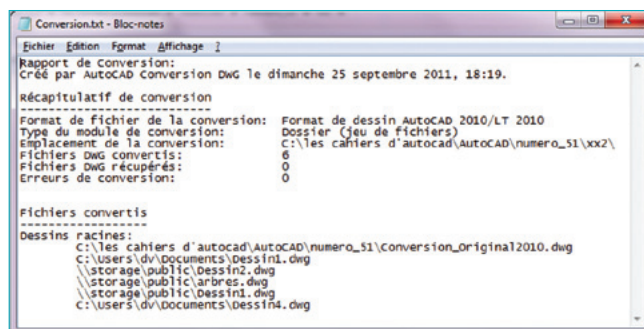 Conversion.txt - Bloc-notes
Fichier Edition Format Affichage ?
Rapport de Conversion:
Créé par AutoCAD Conversion DWG le dimanche 25 septembre 2011, 18:19.
Récapitulatif de conversion
---------------------------
Format de fichier de la conversion: Format de dessin AutoCAD 2010/LT 2010
Type du module de conversion: Dossier (jeu de fichiers)
Emplacement de la conversion: C:\les cahiers d'autocad\AutoCAD\numero_51\xx2\
Fichiers DWG convertis: 6
Fichiers DWG récupérés: 0
Erreurs de conversion: 0
Fichiers convertis
------------------
Dessins racines:
C:\les cahiers d'autocad\AutoCAD\numero_51\Conversion_Original2010.dwg
C:\Users\dv\Documents\Dessin1.dwg
\\storage\public\Dessin2.dwg
\\storage\public\arbres.dwg
\\storage\public\Dessin1.dwg
C:\Users\dv\Documents\Dessin4.dwg